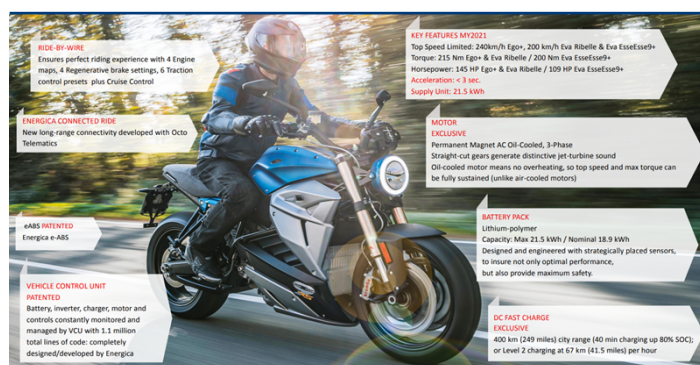 RIDE-BY-WIRE
Ensures perfect riding experience with 4 Engine
maps, 4 Regenerative brake settings, 6 Traction
control presets plus Cruise Control
ENERGICA CONNECTED RIDE
New long-range connectivity developed with Octo
Telematics
eABS PATENTED
Energica e-ABS
VEHICLE CONTROL UNIT
PATENTED
Battery, inverter, charger, motor and
controls constantly monitored and
managed by VCU with 1.1 million
total lines of code: completely
designed/developed by Energica
KEY FEATURES MY2021
Top Speed Limited: 240km/h Ego+, 200 km/h Eva Ribelle & Eva EsseEsse9+
Torque: 215 Nm Ego+ & Eva Ribelle / 200 Nm Eva EsseEsse9+
Horsepower: 145 HP Ego+ & Eva Ribelle / 109 HP Eva EsseEsse9+
Acceleration: < 3 sec.
Supply Unit: 21.5 kWh
MOTOR
EXCLUSIVE
Permanent Magnet AC Oil-Cooled, 3-Phase
Straight-cut gears generate distinctive jet-turbine sound
Oil-cooled motor means no overheating, so top speed and max torque can
be fully sustained (unlike air-cooled motors)
BATTERY PACK
Lithium-polymer
Capacity: Max 21.5 kWh / Nominal 18.9 kWh
Designed and engineered with strategically placed sensors,
to insure not only optimal performance,
but also provide maximum safety.
DC FAST CHARGE
EXCLUSIVE
400 km (249 miles) city range (40 min charging up 80% SOC);
or Level 2 charging at 67 km (41.5 miles) per hour